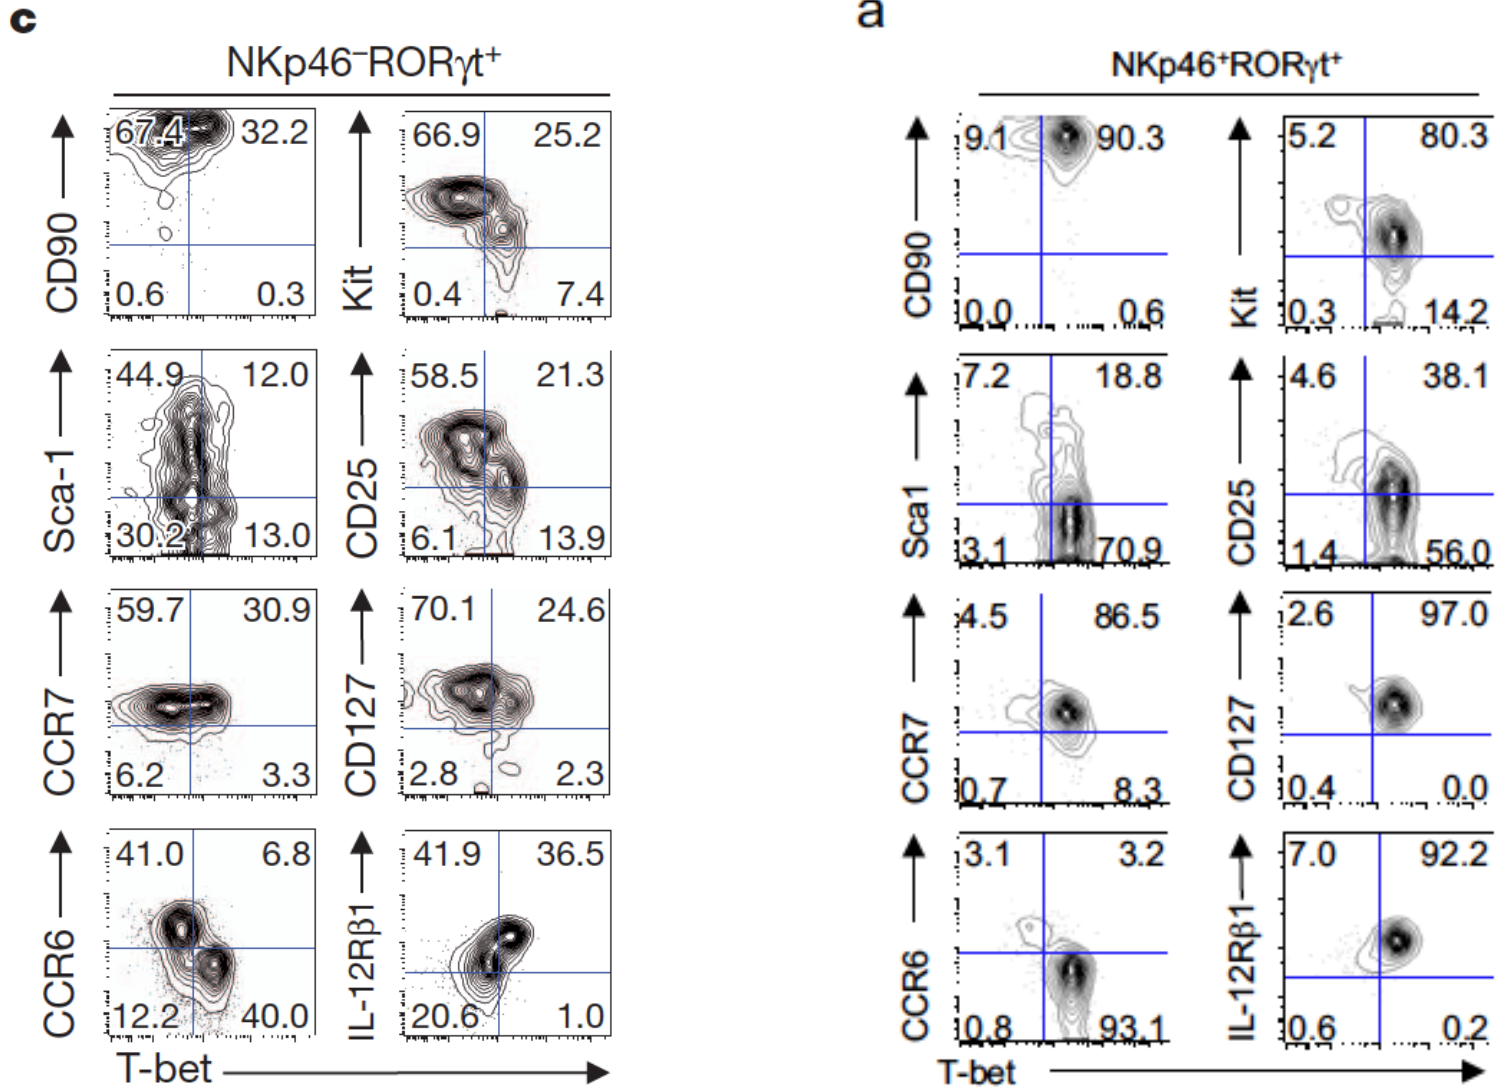 c
NKp46⁻RORγt⁺
CD90
67.4 32.2
0.6 0.3
Kit
66.9 25.2
0.4 7.4
Sca-1
44.9 12.0
30.2 13.0
CD25
58.5 21.3
6.1 13.9
CCR7
59.7 30.9
6.2 3.3
CD127
70.1 24.6
2.8 2.3
CCR6
41.0 6.8
12.2 40.0
IL-12Rβ1
41.9 36.5
20.6 1.0
T-bet
a
NKp46⁺RORγt⁺
CD90
9.1 90.3
0.0 0.6
Kit
5.2 80.3
0.3 14.2
Sca1
7.2 18.8
3.1 70.9
CD25
4.6 38.1
1.4 56.0
CCR7
4.5 86.5
0.7 8.3
CD127
2.6 97.0
0.4 0.0
CCR6
3.1 3.2
0.8 93.1
IL-12Rβ1
7.0 92.2
0.6 0.2
T-bet